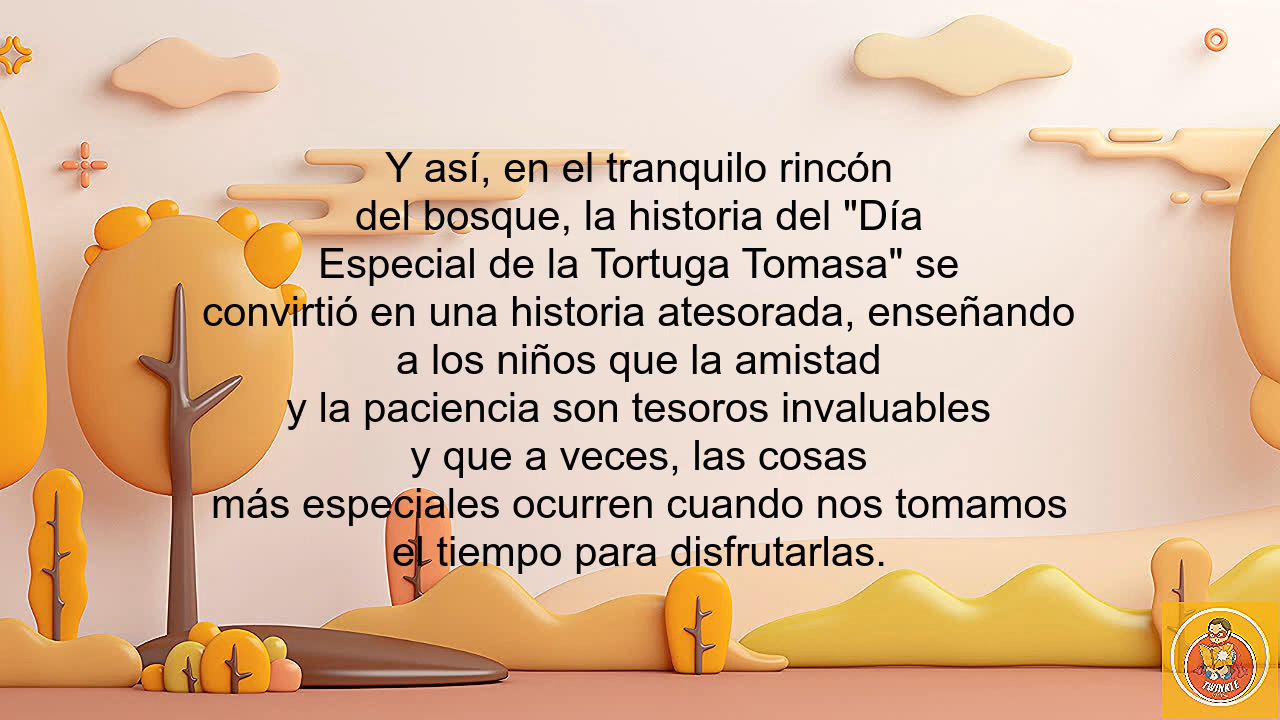 Y así, en el tranquilo rincón
del bosque, la historia del "Día
Especial de la Tortuga Tomasa" se
convirtió en una historia atesorada, enseñando
a los niños que la amistad
y la paciencia son tesoros invaluables
y que a veces, las cosas
más especiales ocurren cuando nos tomamos
el tiempo para disfrutarlas.
TWINKLE